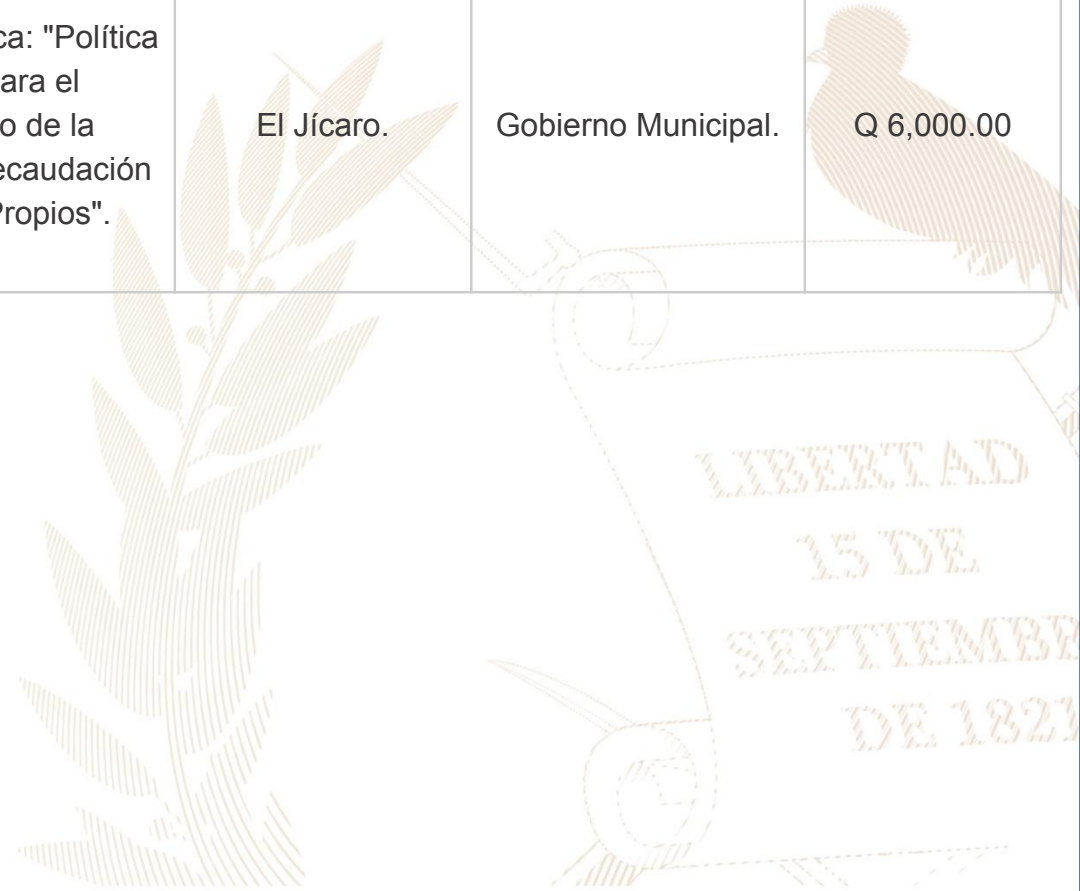 ca: "Política
ara el
o de la
ecaudación
Propios".
El Jícaro.
Gobierno Municipal.
Q 6,000.00
LIBERTAD
15 DE
SEPTIEMBRE
DE 1821